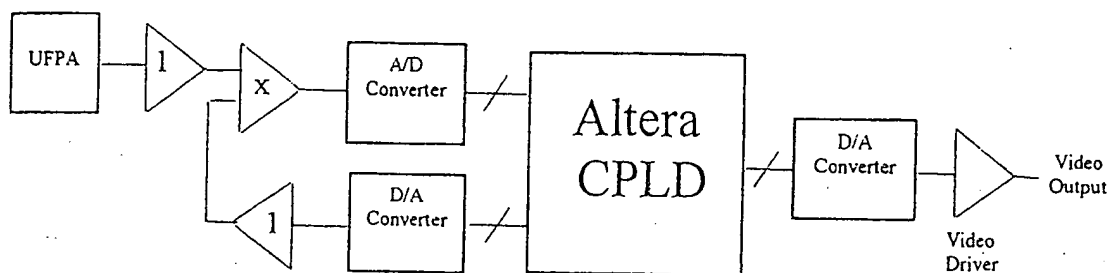 UFPA
1
X
A/D
Converter
Altera
CPLD
D/A
Converter
Video
Output
1
D/A
Converter
Video
Driver